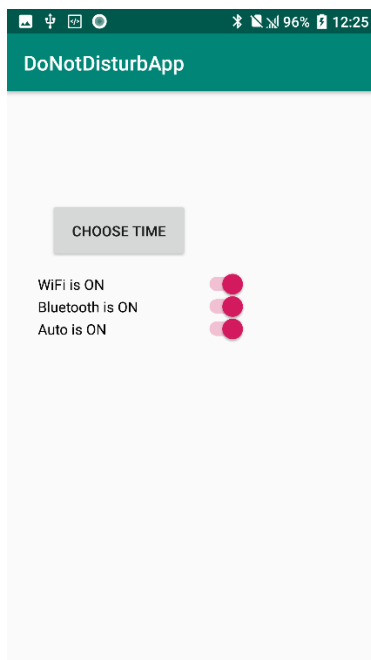 96% 12:25
DoNotDisturbApp
CHOOSE TIME
WiFi is ON
Bluetooth is ON
Auto is ON